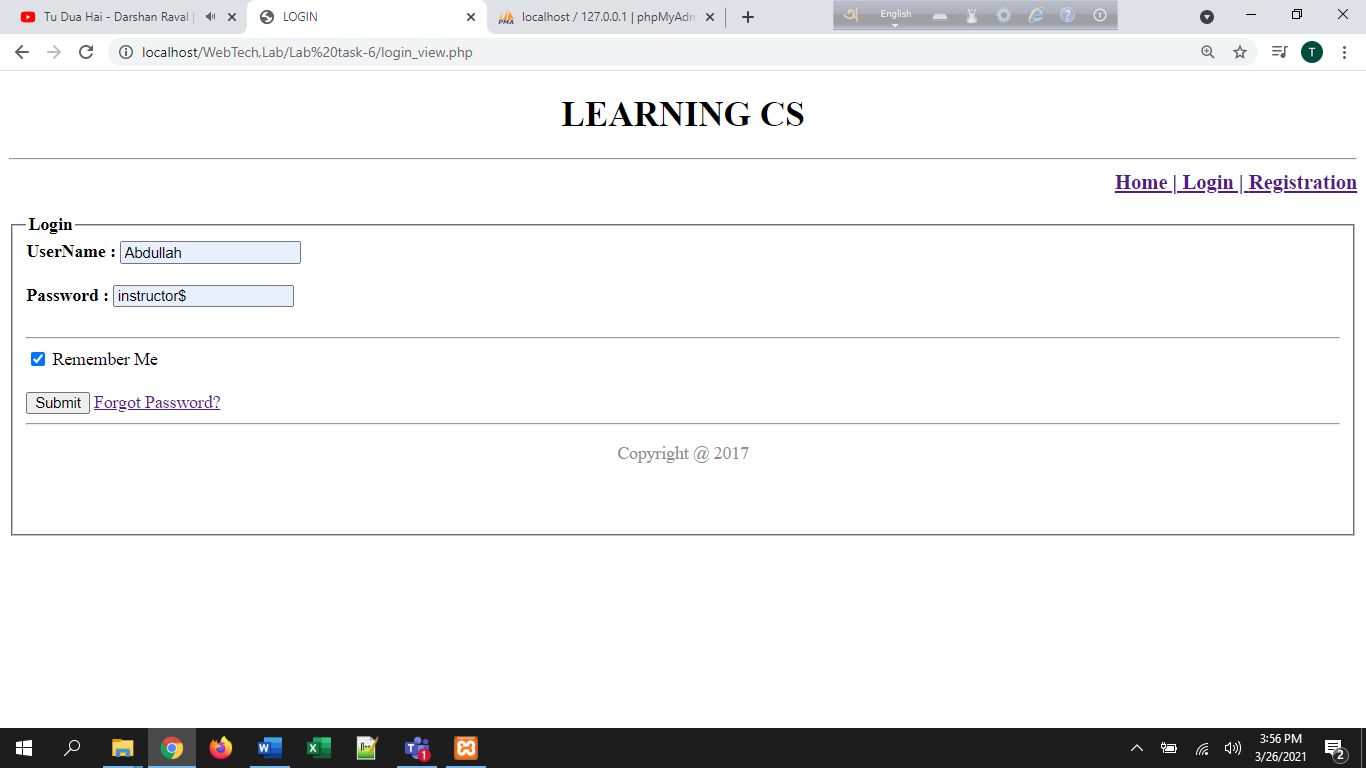 Tu Dua Hai - Darshan Raval |
LOGIN
localhost / 127.0.0.1 | phpMyAdm
English
localhost/WebTech,Lab/Lab%20task-6/login_view.php
T
LEARNING CS
Home | Login | Registration
Login
UserName : Abdullah
Password : instructor$
Remember Me
Submit Forgot Password?
Copyright @ 2017
3:56 PM
3/26/2021
1
2